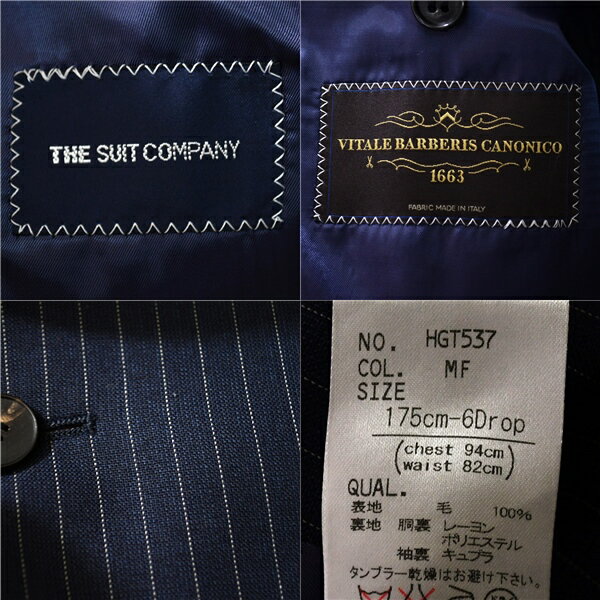 THE SUIT COMPANY
VITALE BARBERIS CANONICO
1663
FABRIC MADE IN ITALY
NO. HGT537
COL. MF
SIZE
175cm-6Drop
(chest 94cm
waist 82cm)
QUAL.
表地 毛 100%
裏地 胴裏 レーヨン
ポリエステル
袖裏 キュプラ
タンブラー乾燥はお避け下さい。